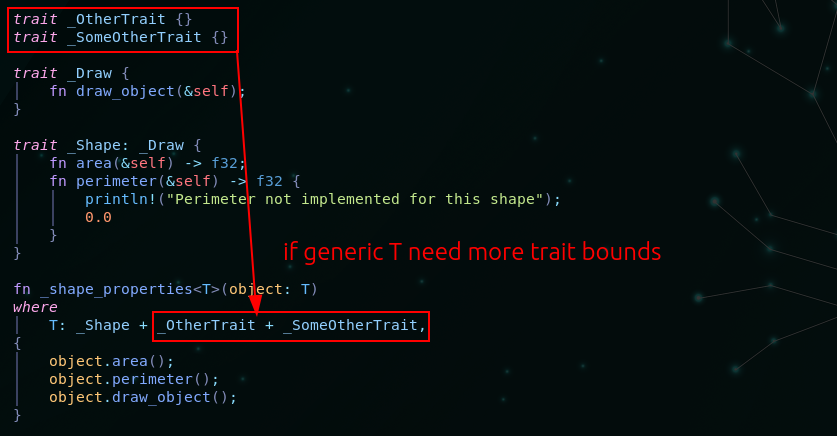 trait _OtherTrait {}
trait _SomeOtherTrait {}
trait _Draw {
    fn draw_object(&self);
}
trait _Shape: _Draw {
    fn area(&self) -> f32;
    fn perimeter(&self) -> f32 {
        println!("Perimeter not implemented for this shape");
        0.0
    }
}
if generic T need more trait bounds
fn _shape_properties<T>(object: T)
where
    T: _Shape + _OtherTrait + _SomeOtherTrait,
{
    object.area();
    object.perimeter();
    object.draw_object();
}